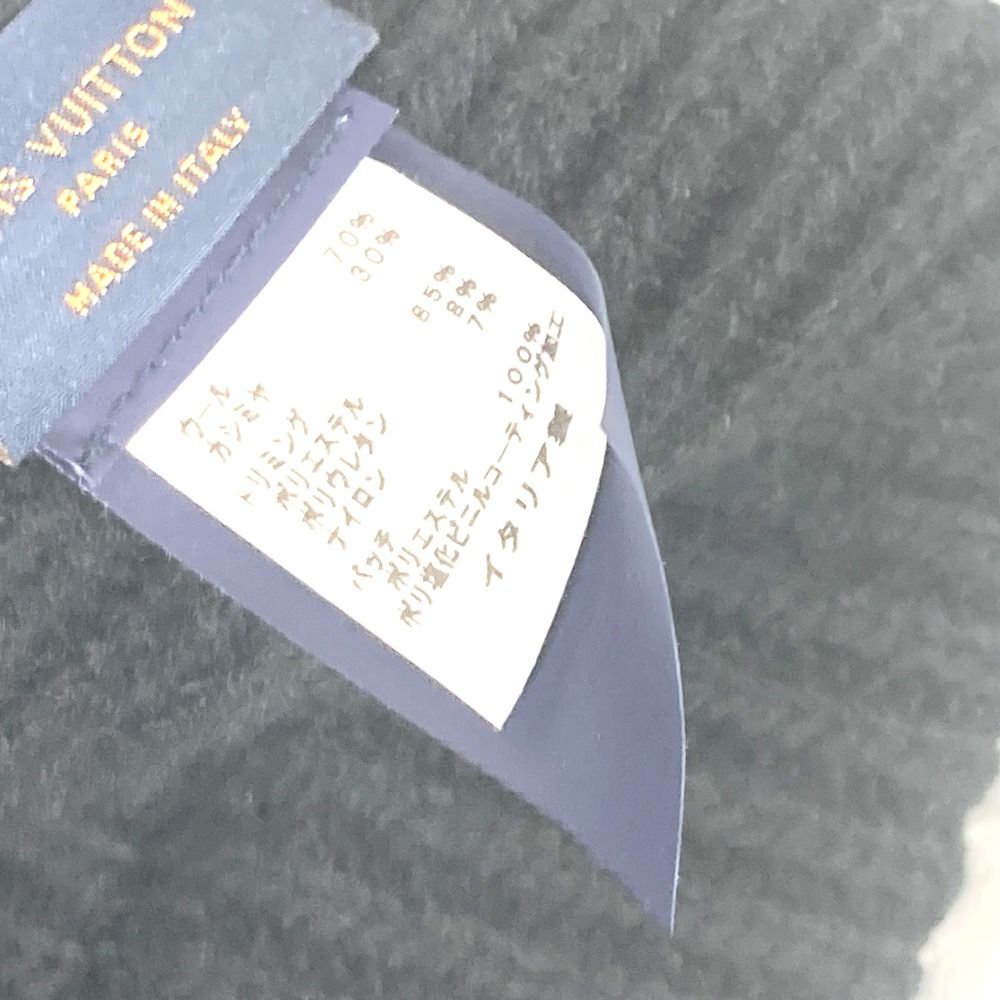 IS VUITTON
PARIS
MADE IN ITALY
ウール 70%
カシミヤ 30%
トリミング
ポリエステル 85%
ポリウレタン 8%
ナイロン 7%
パッチ
ポリエステル 100%
ポリ塩化ビニルコーティング加工
イタリア製